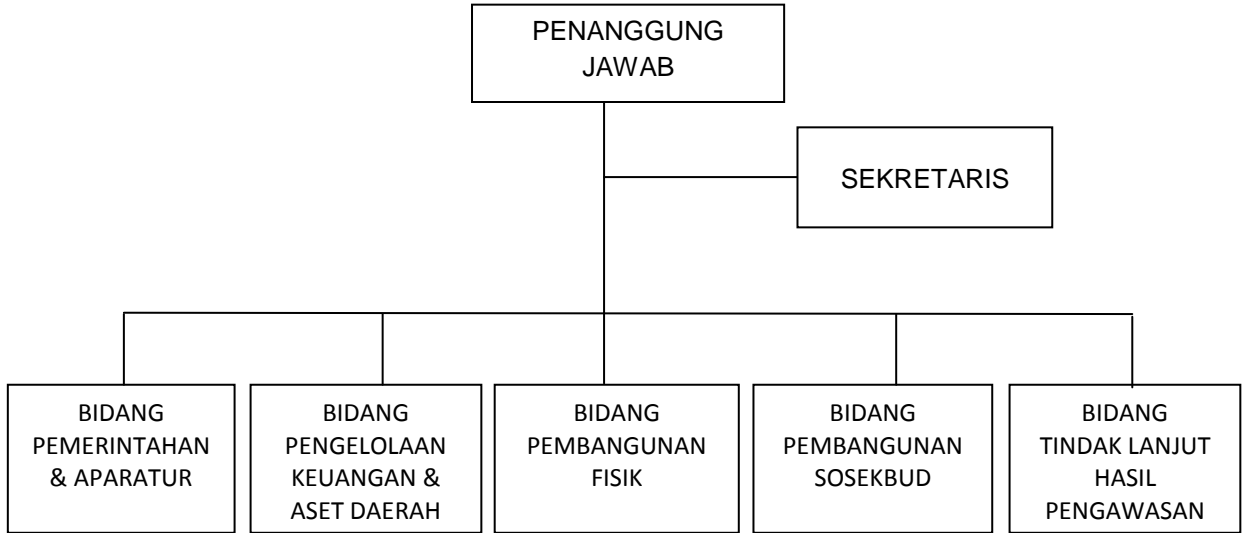 PENANGGUNG
JAWAB
SEKRETARIS
BIDANG
PEMERINTAHAN
& APARATUR
BIDANG
PENGELOLAAN
KEUANGAN &
ASET DAERAH
BIDANG
PEMBANGUNAN
FISIK
BIDANG
PEMBANGUNAN
SOSEKBUD
BIDANG
TINDAK LANJUT
HASIL
PENGAWASAN